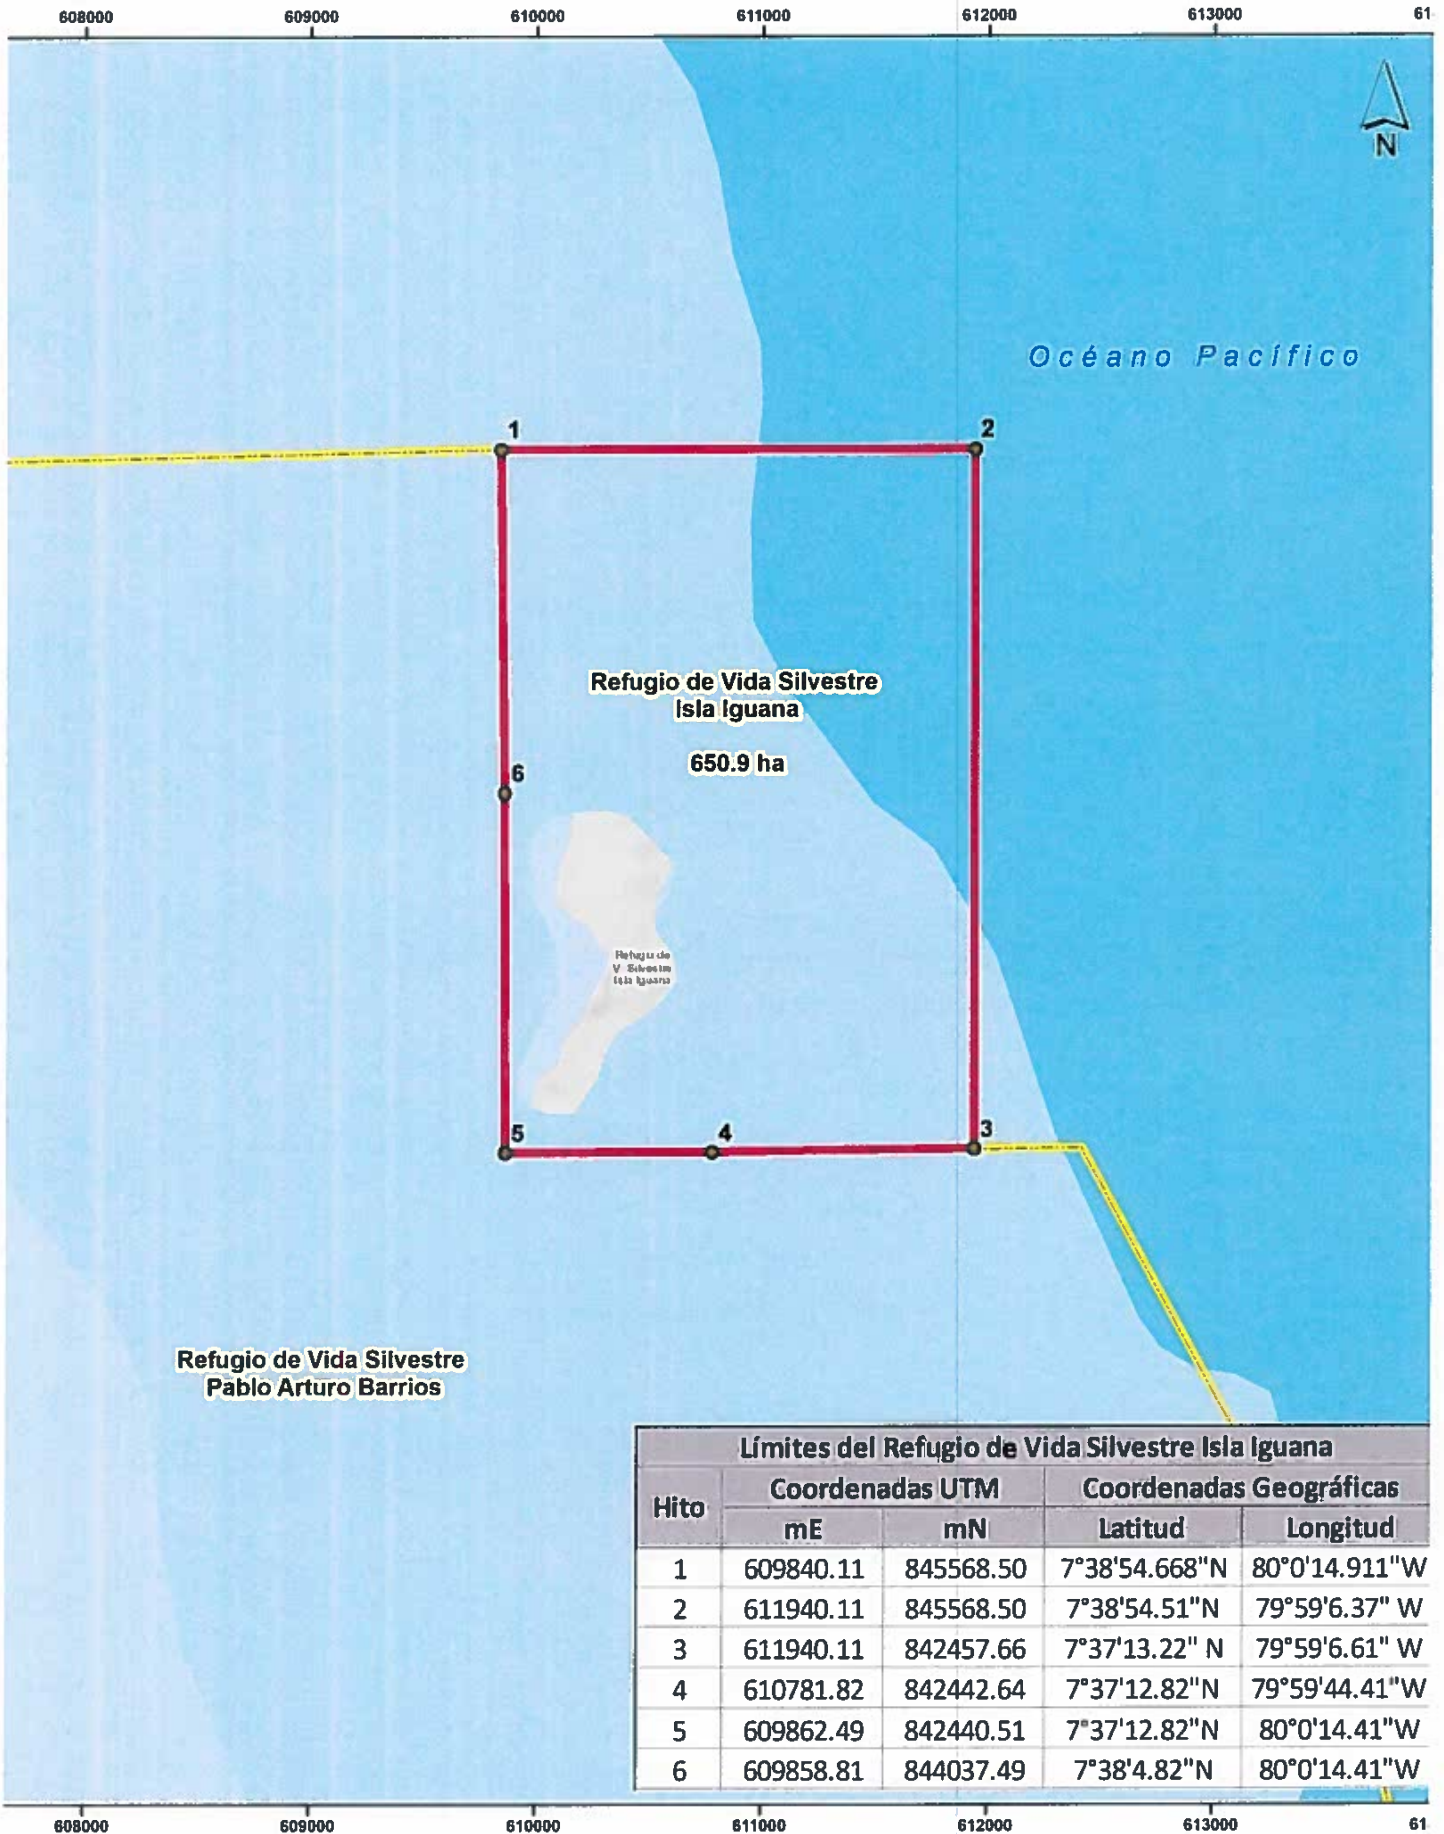 608000 609000 610000 611000 612000 613000 61
N
Océano Pacífico
1 2
Refugio de Vida Silvestre
Isla Iguana
650.9 ha
6
Refugio de
V Silvestre
Isla Iguana
5 4 3
Refugio de Vida Silvestre
Pablo Arturo Barrios
Límites del Refugio de Vida Silvestre Isla Iguana
Hito Coordenadas UTM Coordenadas Geográficas
mE mN Latitud Longitud
1 609840.11 845568.50 7°38'54.668"N 80°0'14.911"W
2 611940.11 845568.50 7°38'54.51"N 79°59'6.37" W
3 611940.11 842457.66 7°37'13.22" N 79°59'6.61" W
4 610781.82 842442.64 7°37'12.82"N 79°59'44.41"W
5 609862.49 842440.51 7°37'12.82"N 80°0'14.41"W
6 609858.81 844037.49 7°38'4.82"N 80°0'14.41"W
608000 609000 610000 611000 612000 613000 61